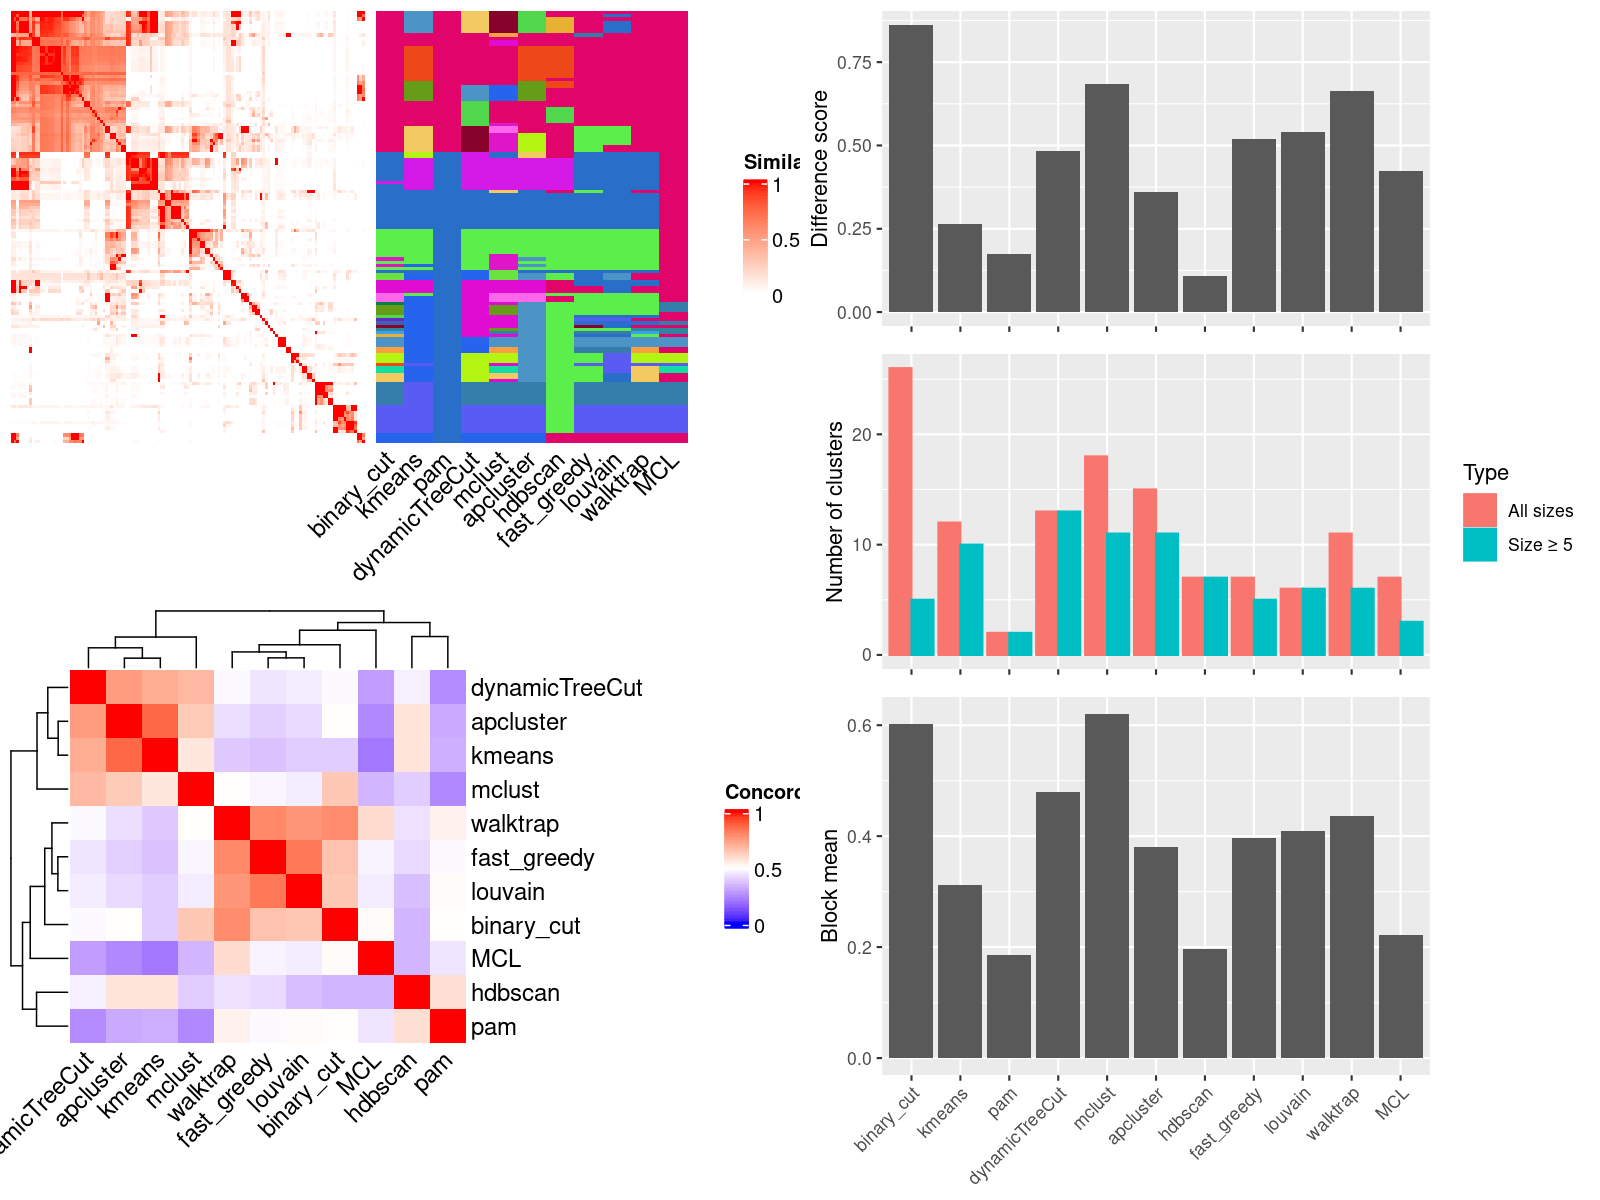 Simila
1
0.5
0
binary_cut
kmeans
pam
dynamicTreeCut
mclust
apcluster
hdbscan
fast_greedy
louvain
walktrap
MCL
dynamicTreeCut
apcluster
kmeans
mclust
walktrap
fast_greedy
louvain
binary_cut
MCL
hdbscan
pam
Concord
1
0.5
0
amicTreeCut
apcluster
kmeans
mclust
walktrap
fast_greedy
louvain
binary_cut
MCL
hdbscan
pam
Difference score
0.75
0.50
0.25
0.00
Number of clusters
20
10
0
Type
All sizes
Size ≥ 5
Block mean
0.6
0.4
0.2
0.0
binary_cut
kmeans
pam
dynamicTreeCut
mclust
apcluster
hdbscan
fast_greedy
louvain
walktrap
MCL